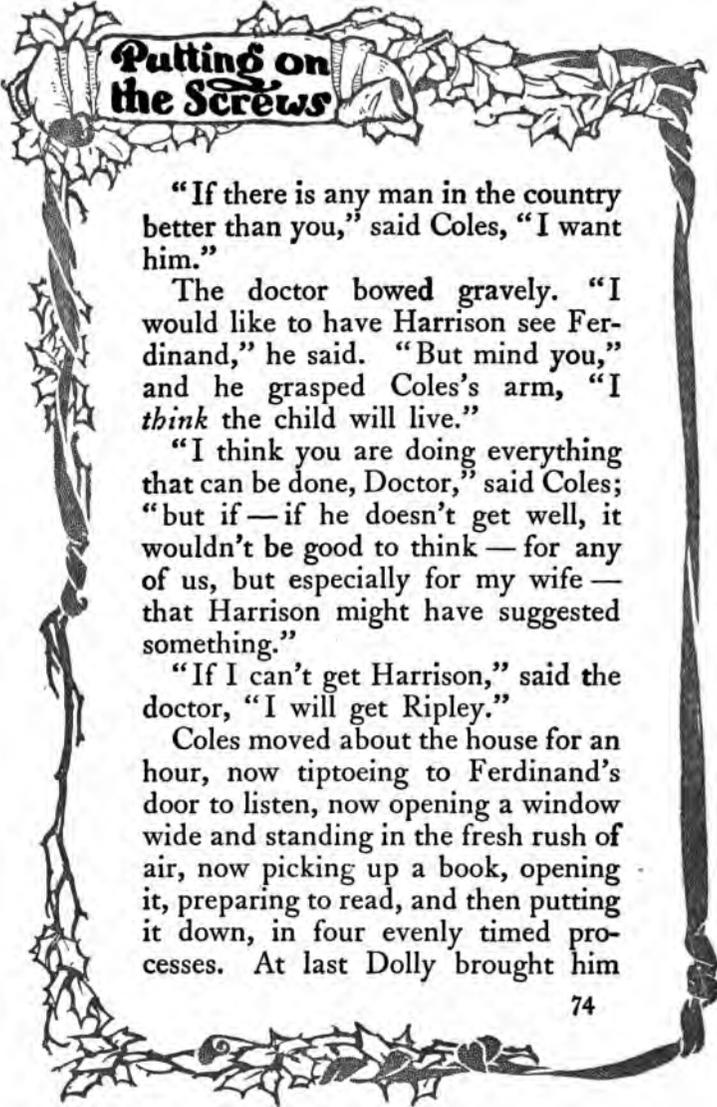 Putting on
the Screws
"If there is any man in the country
better than you," said Coles, "I want
him."
The doctor bowed gravely. "I
would like to have Harrison see Fer-
dinand," he said. "But mind you,"
and he grasped Coles's arm, "I
think the child will live."
"I think you are doing everything
that can be done, Doctor," said Coles;
"but if — if he doesn't get well, it
wouldn't be good to think — for any
of us, but especially for my wife —
that Harrison might have suggested
something."
"If I can't get Harrison," said the
doctor, "I will get Ripley."
Coles moved about the house for an
hour, now tiptoeing to Ferdinand's
door to listen, now opening a window
wide and standing in the fresh rush of
air, now picking up a book, opening
it, preparing to read, and then putting
it down, in four evenly timed pro-
cesses. At last Dolly brought him
74